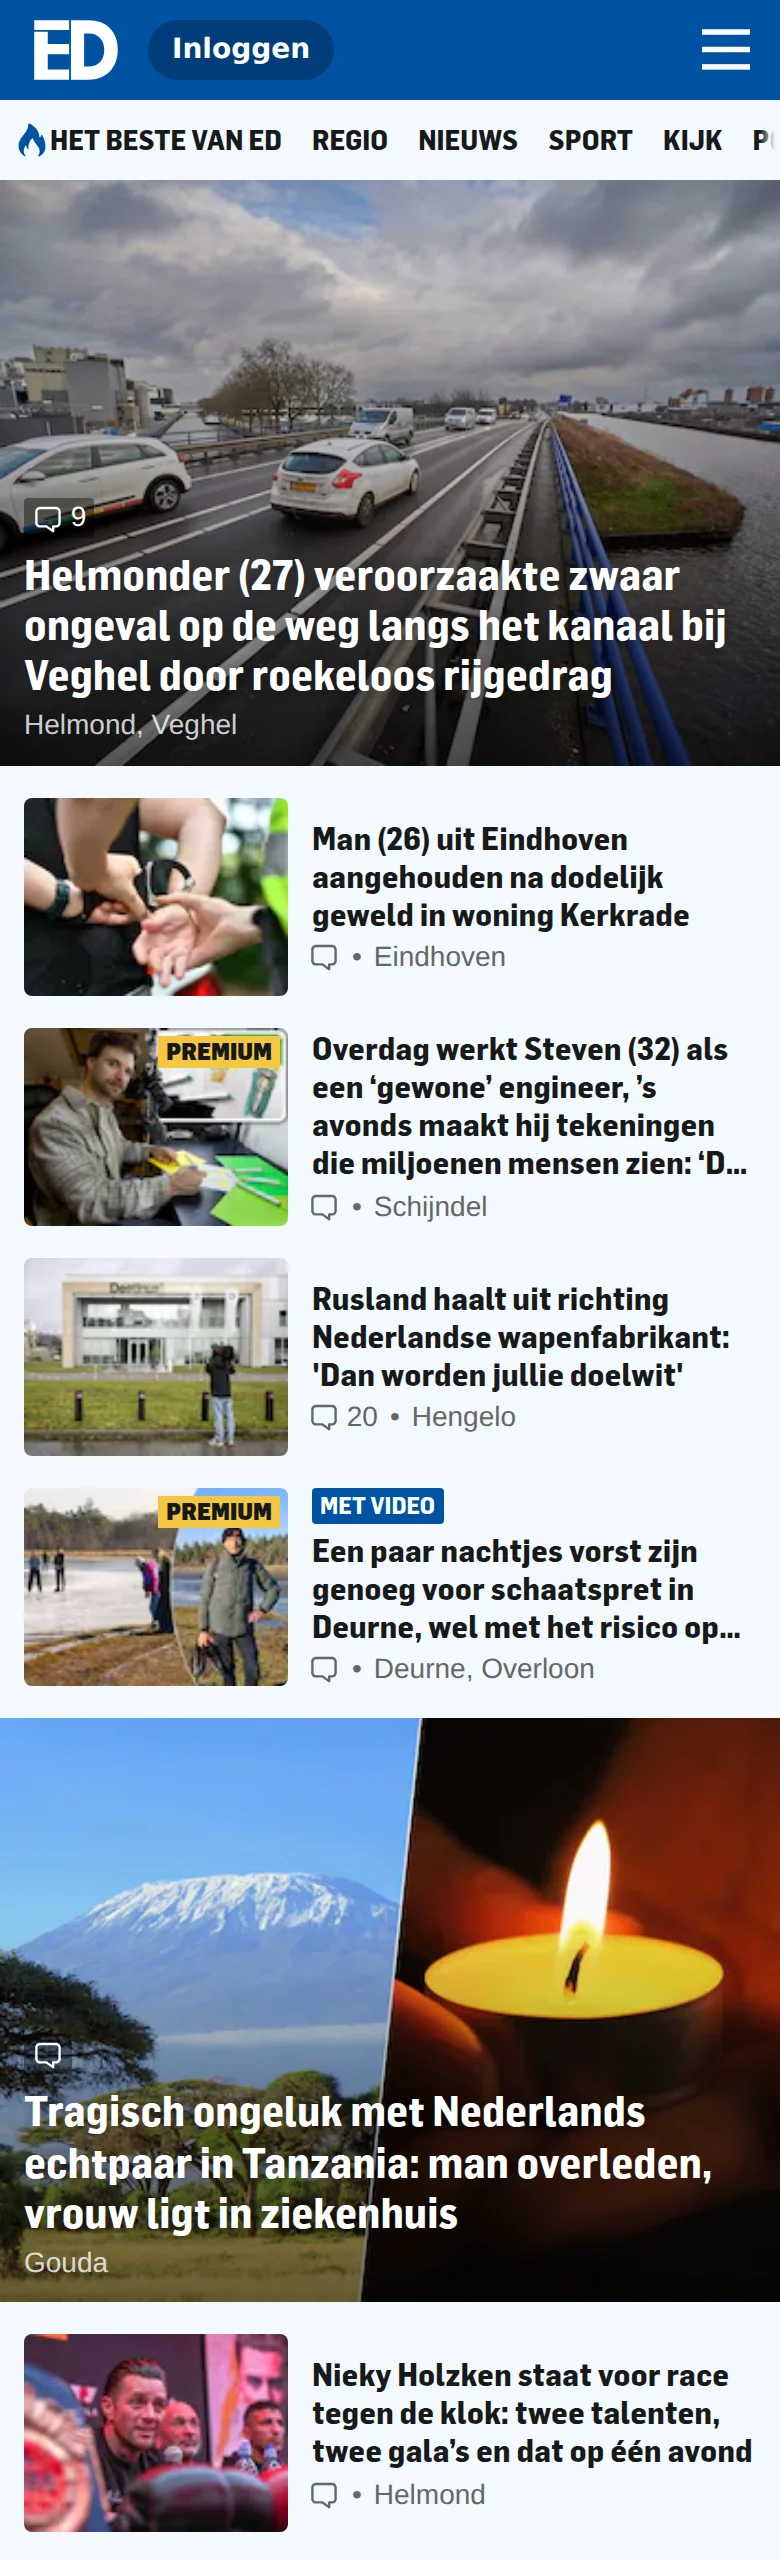 ED
Inloggen
HET BESTE VAN ED REGIO NIEUWS SPORT KIJK
9
Helmonder (27) veroorzaakte zwaar
ongeval op de weg langs het kanaal bij
Veghel door roekeloos rijgedrag
Helmond, Veghel
Man (26) uit Eindhoven
aangehouden na dodelijk
geweld in woning Kerkrade
• Eindhoven
PREMIUM
Overdag werkt Steven (32) als
een ‘gewone’ engineer, ’s
avonds maakt hij tekeningen
die miljoenen mensen zien: ‘D...
• Schijndel
Rusland haalt uit richting
Nederlandse wapenfabrikant:
'Dan worden jullie doelwit'
20 • Hengelo
PREMIUM
MET VIDEO
Een paar nachtjes vorst zijn
genoeg voor schaatspret in
Deurne, wel met het risico op...
• Deurne, Overloon
Tragisch ongeluk met Nederlands
echtpaar in Tanzania: man overleden,
vrouw ligt in ziekenhuis
Gouda
Nieky Holzken staat voor race
tegen de klok: twee talenten,
twee gala’s en dat op één avond
• Helmond